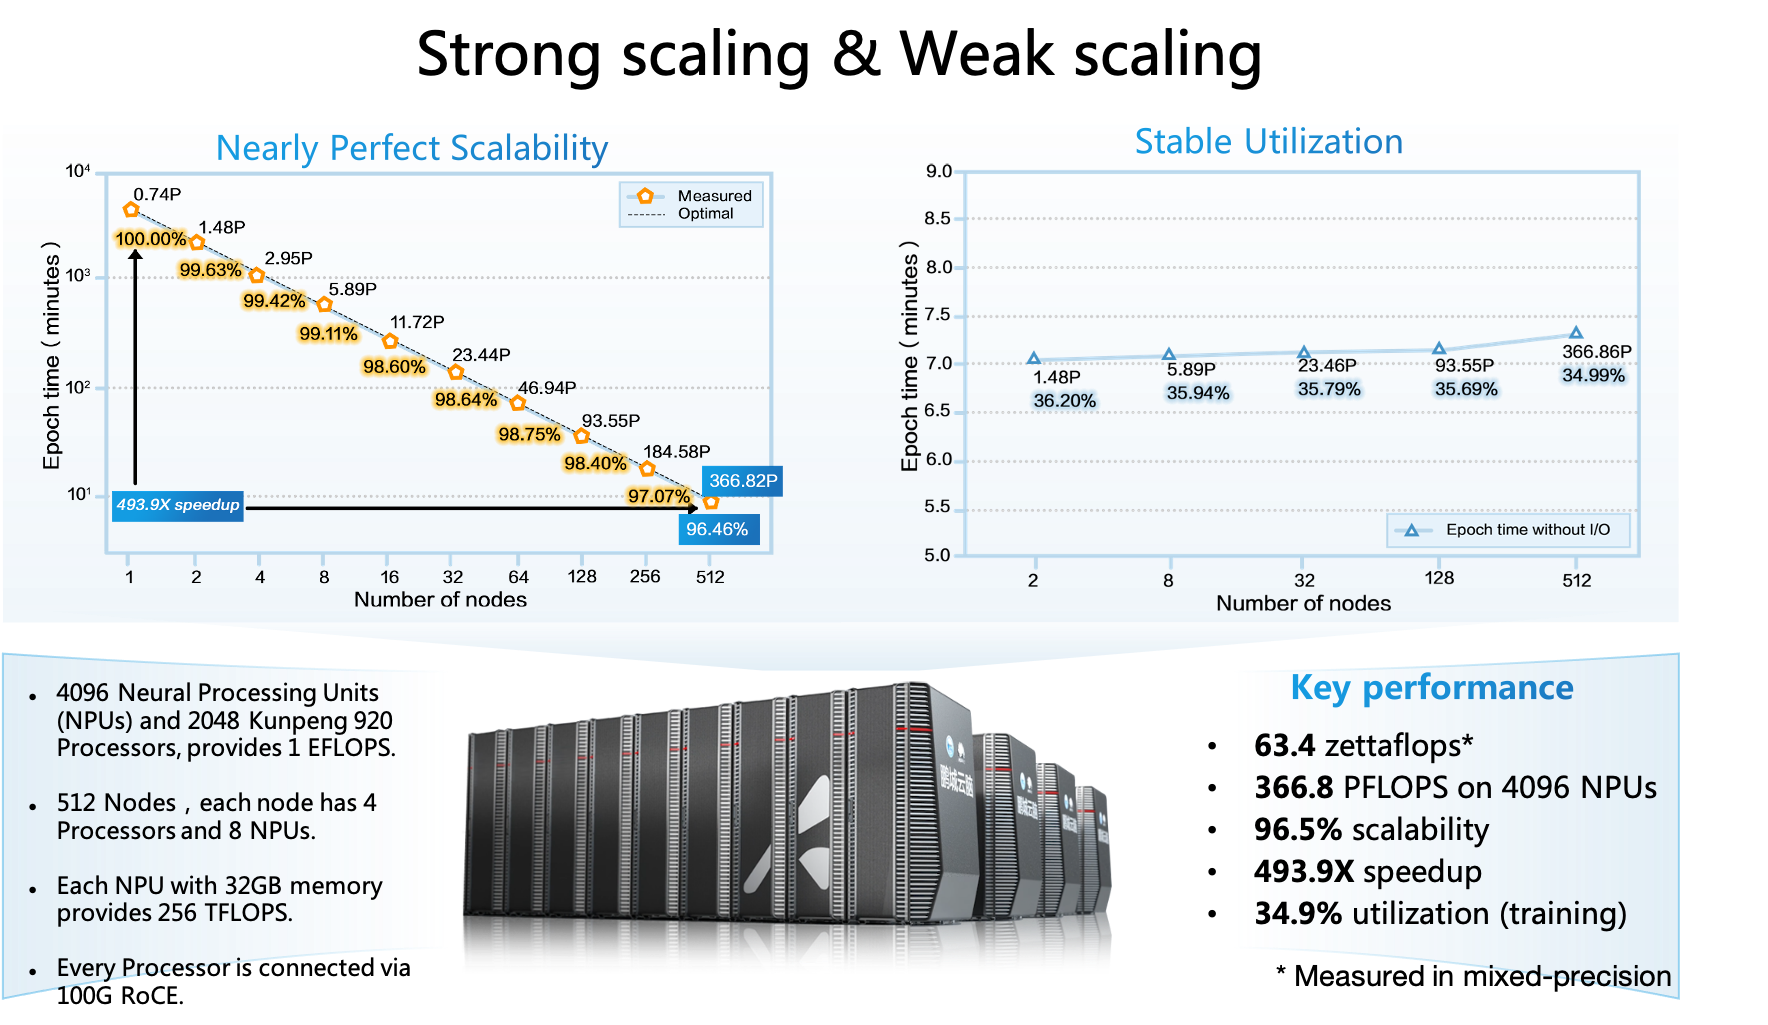 Strong scaling & Weak scaling
Nearly Perfect Scalability
10⁴
10³
10²
10¹
Epoch time ( minutes )
Measured
Optimal
0.74P
1.48P
2.95P
5.89P
11.72P
23.44P
46.94P
93.55P
184.58P
366.82P
100.00%
99.63%
99.42%
99.11%
98.60%
98.64%
98.75%
98.40%
97.07%
96.46%
493.9X speedup
1 2 4 8 16 32 64 128 256 512
Number of nodes
Stable Utilization
9.0
8.5
8.0
7.5
7.0
6.5
6.0
5.5
5.0
Epoch time ( minutes )
1.48P
36.20%
5.89P
35.94%
23.46P
35.79%
93.55P
35.69%
366.86P
34.99%
Epoch time without I/O
2 8 32 128 512
Number of nodes
• 4096 Neural Processing Units
(NPUs) and 2048 Kunpeng 920
Processors, provides 1 EFLOPS.
• 512 Nodes , each node has 4
Processors and 8 NPUs.
• Each NPU with 32GB memory
provides 256 TFLOPS.
• Every Processor is connected via
100G RoCE.
鹏城云脑
Key performance
• 63.4 zettaflops*
• 366.8 PFLOPS on 4096 NPUs
• 96.5% scalability
• 493.9X speedup
• 34.9% utilization (training)
* Measured in mixed-precision